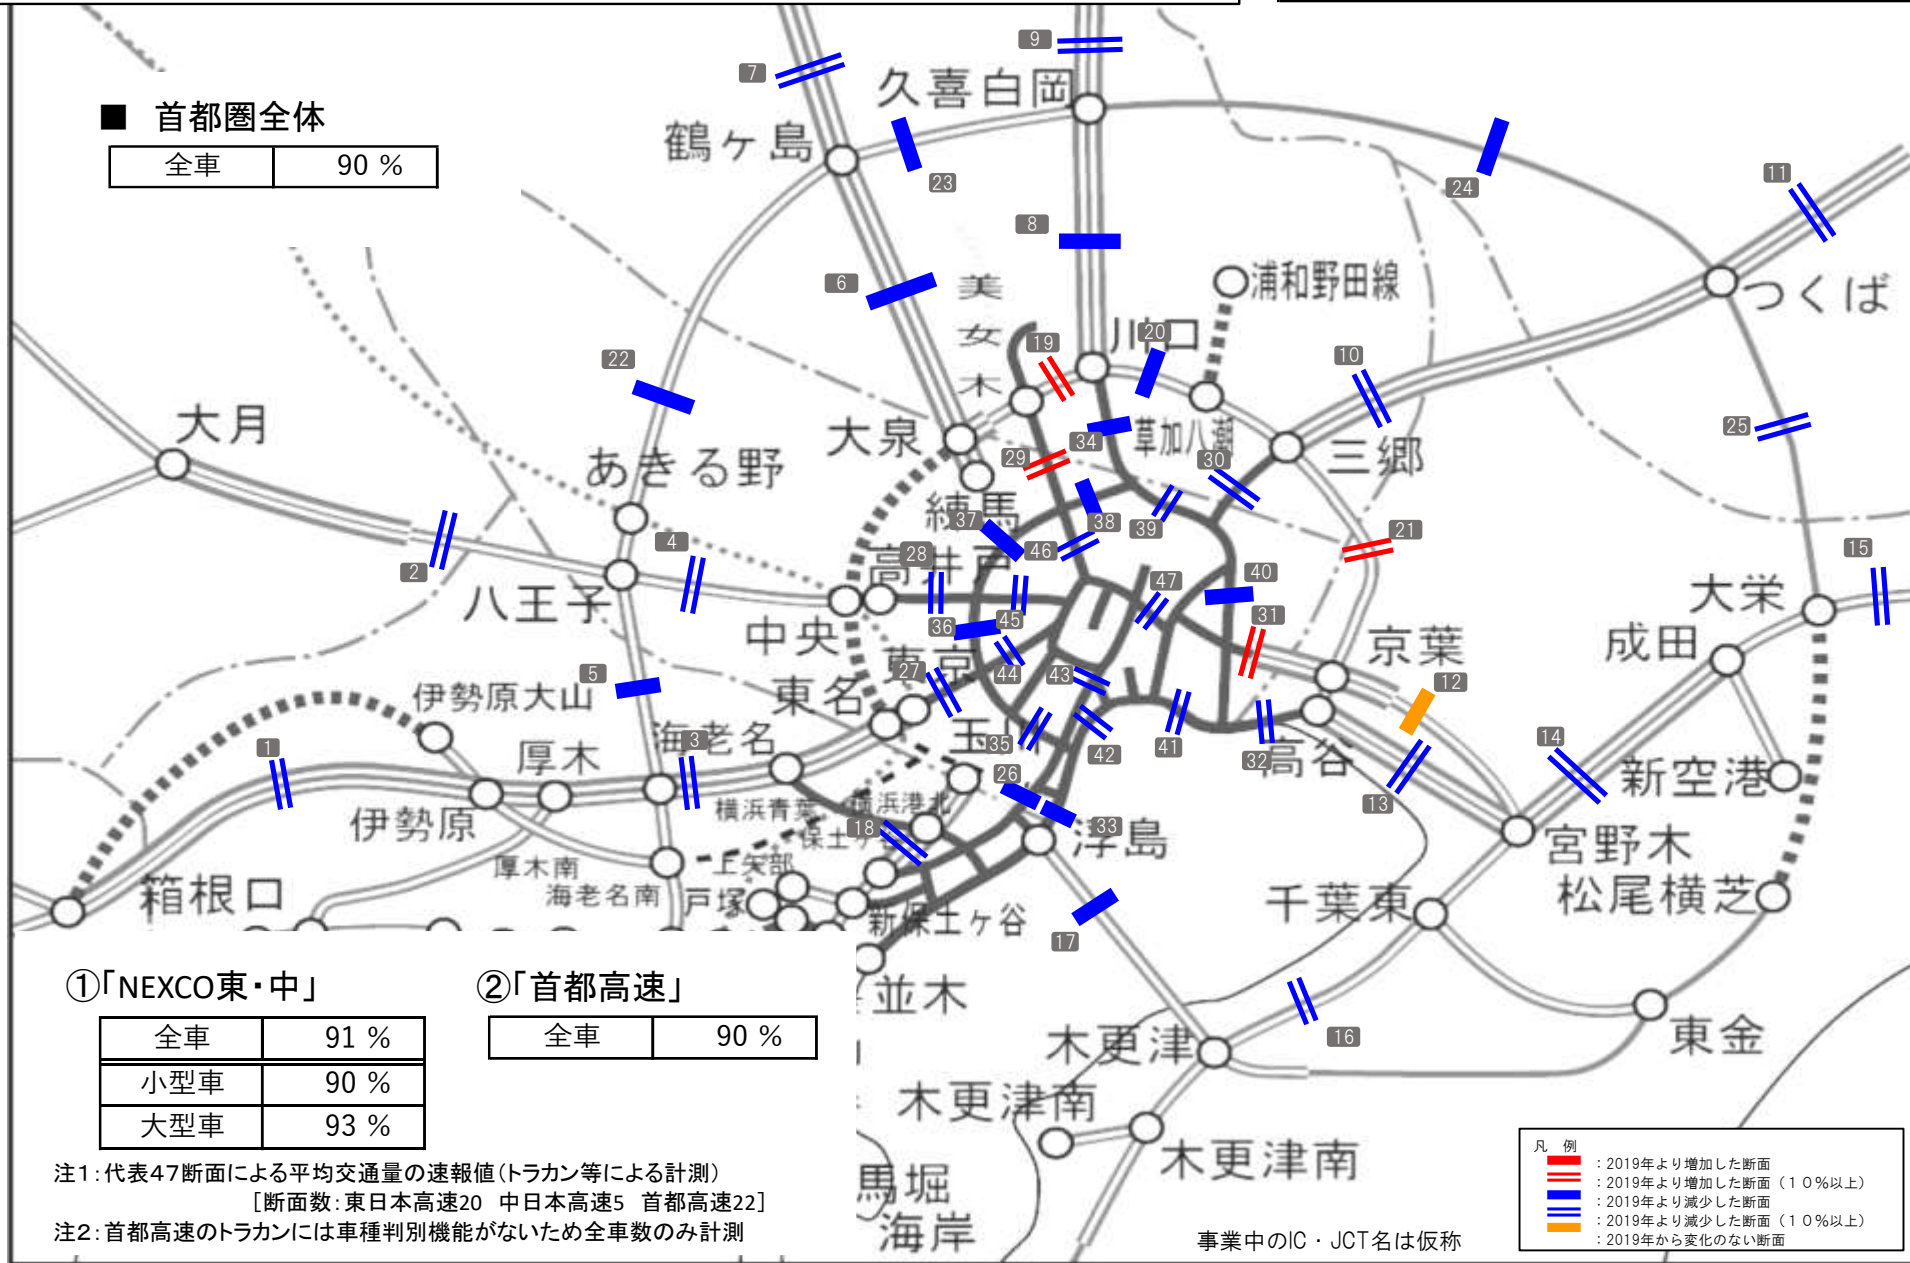 ■ 首都圏全体
全車 90 %
7
9
久喜白岡
鶴ヶ島
23
24
11
8
6
美女木
浦和野田線
つくば
19
川口
20
10
22
大月
あきる野
大泉
29
34
草加八潮
30
三郷
25
練馬
37
38
39
21
15
2
4
28
高井戸
46
47
40
大栄
八王子
中央
36
45
31
成田
京葉
5
伊勢原大山
東名
27
東京
44
43
12
1
厚木
海老名
3
玉川
35
42
41
32
高谷
14
新空港
伊勢原
横浜青葉
横浜港北
26
13
18
保土ヶ谷
33
浮島
宮野木
厚木南
上矢部
箱根口
海老名南
戸塚
新保土ヶ谷
17
千葉東
松尾横芝
①「NEXCO東・中」
全車 91 %
小型車 90 %
大型車 93 %
②「首都高速」
全車 90 %
並木
16
木更津
東金
木更津南
木更津南
馬堀
海岸
注1:代表47断面による平均交通量の速報値(トラカン等による計測)
[断面数:東日本高速20 中日本高速5 首都高速22]
注2:首都高速のトラカンには車種判別機能がないため全車数のみ計測
事業中のIC・JCT名は仮称
凡 例
:2019年より増加した断面
:2019年より増加した断面(10%以上)
:2019年より減少した断面
:2019年より減少した断面(10%以上)
:2019年から変化のない断面